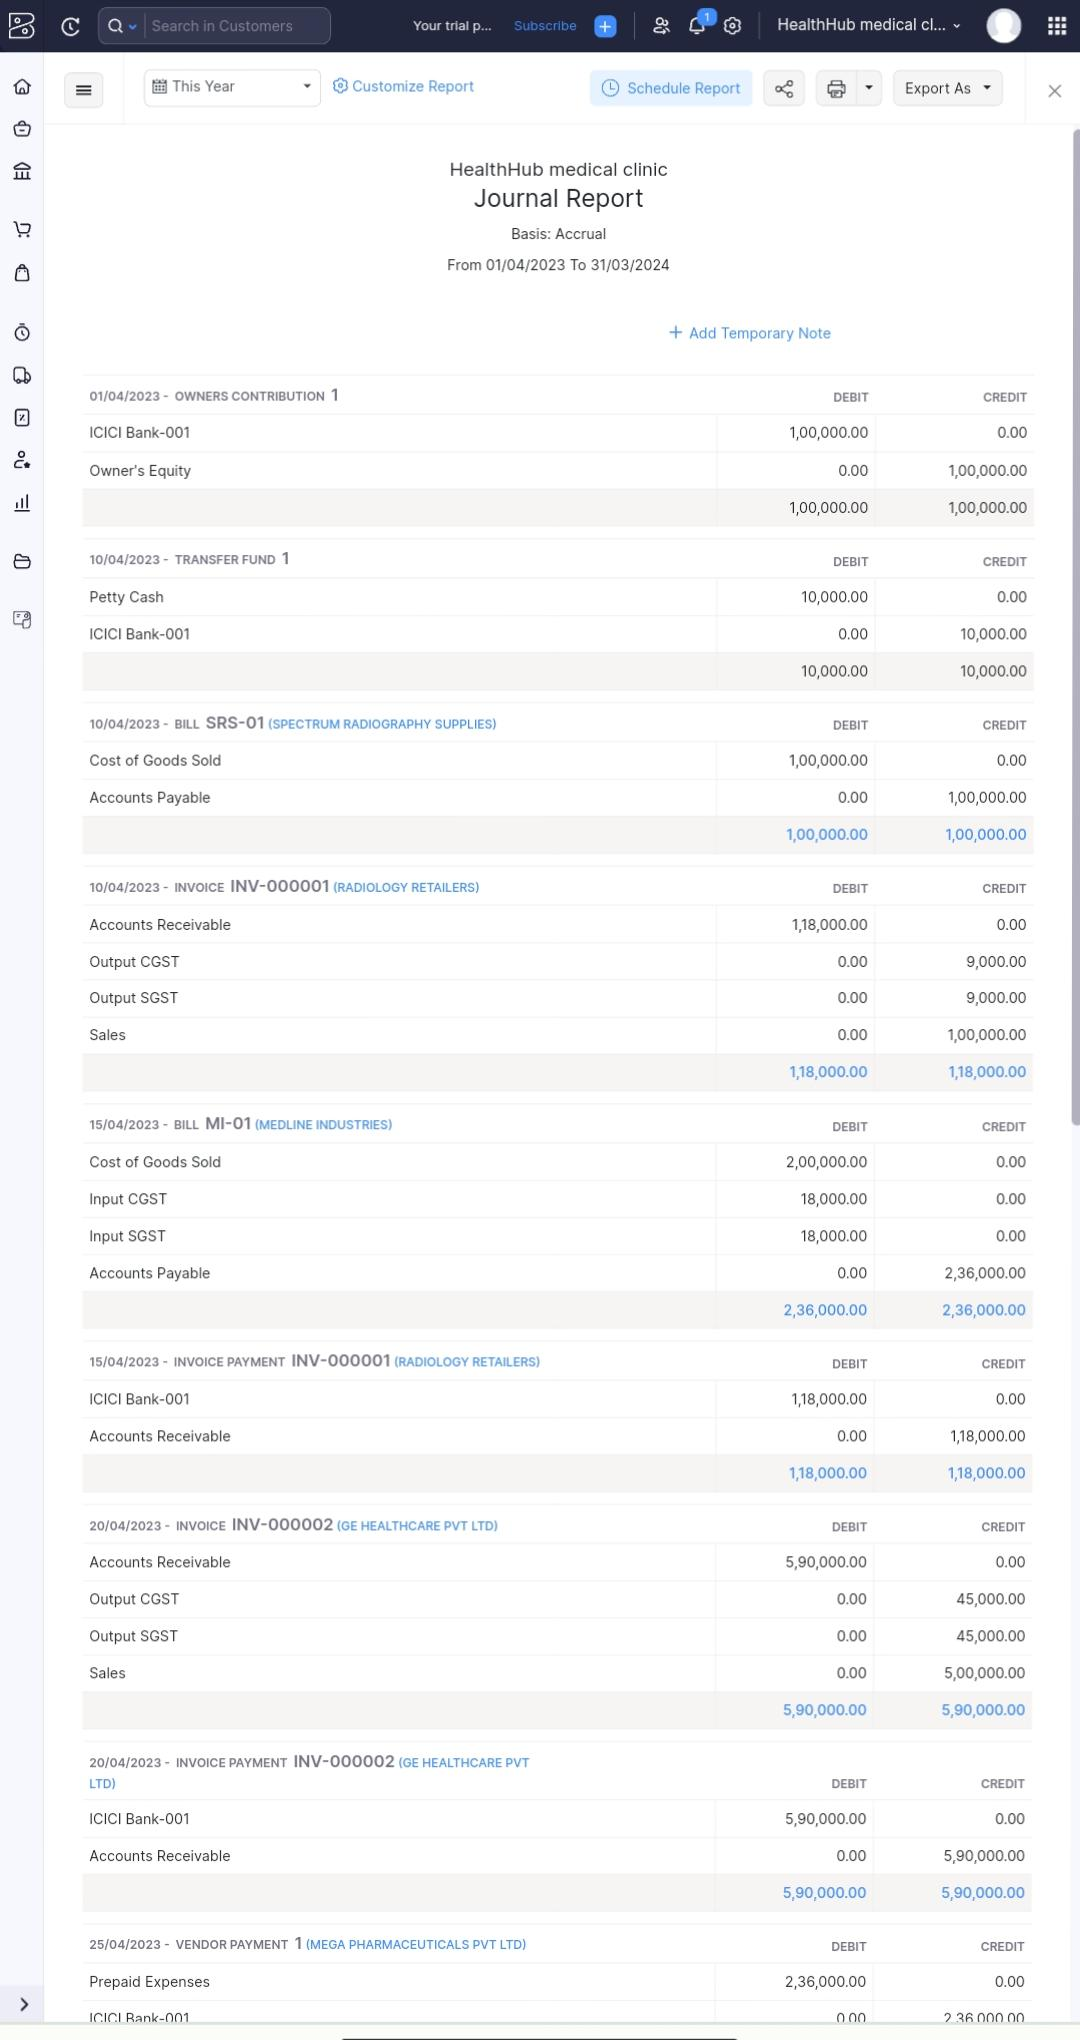 Search in Customers
Your trial p... Subscribe
1
HealthHub medical cl...
This Year
Customize Report
Schedule Report
Export As
HealthHub medical clinic
Journal Report
Basis: Accrual
From 01/04/2023 To 31/03/2024
+ Add Temporary Note
01/04/2023 - OWNERS CONTRIBUTION 1 DEBIT CREDIT
ICICI Bank-001 1,00,000.00 0.00
Owner's Equity 0.00 1,00,000.00
1,00,000.00 1,00,000.00
10/04/2023 - TRANSFER FUND 1 DEBIT CREDIT
Petty Cash 10,000.00 0.00
ICICI Bank-001 0.00 10,000.00
10,000.00 10,000.00
10/04/2023 - BILL SRS-01 (SPECTRUM RADIOGRAPHY SUPPLIES) DEBIT CREDIT
Cost of Goods Sold 1,00,000.00 0.00
Accounts Payable 0.00 1,00,000.00
1,00,000.00 1,00,000.00
10/04/2023 - INVOICE INV-000001 (RADIOLOGY RETAILERS) DEBIT CREDIT
Accounts Receivable 1,18,000.00 0.00
Output CGST 0.00 9,000.00
Output SGST 0.00 9,000.00
Sales 0.00 1,00,000.00
1,18,000.00 1,18,000.00
15/04/2023 - BILL MI-01 (MEDLINE INDUSTRIES) DEBIT CREDIT
Cost of Goods Sold 2,00,000.00 0.00
Input CGST 18,000.00 0.00
Input SGST 18,000.00 0.00
Accounts Payable 0.00 2,36,000.00
2,36,000.00 2,36,000.00
15/04/2023 - INVOICE PAYMENT INV-000001 (RADIOLOGY RETAILERS) DEBIT CREDIT
ICICI Bank-001 1,18,000.00 0.00
Accounts Receivable 0.00 1,18,000.00
1,18,000.00 1,18,000.00
20/04/2023 - INVOICE INV-000002 (GE HEALTHCARE PVT LTD) DEBIT CREDIT
Accounts Receivable 5,90,000.00 0.00
Output CGST 0.00 45,000.00
Output SGST 0.00 45,000.00
Sales 0.00 5,00,000.00
5,90,000.00 5,90,000.00
20/04/2023 - INVOICE PAYMENT INV-000002 (GE HEALTHCARE PVT
LTD) DEBIT CREDIT
ICICI Bank-001 5,90,000.00 0.00
Accounts Receivable 0.00 5,90,000.00
5,90,000.00 5,90,000.00
25/04/2023 - VENDOR PAYMENT 1 (MEGA PHARMACEUTICALS PVT LTD) DEBIT CREDIT
Prepaid Expenses 2,36,000.00 0.00
ICICI Bank-001 0.00 2,36,000.00